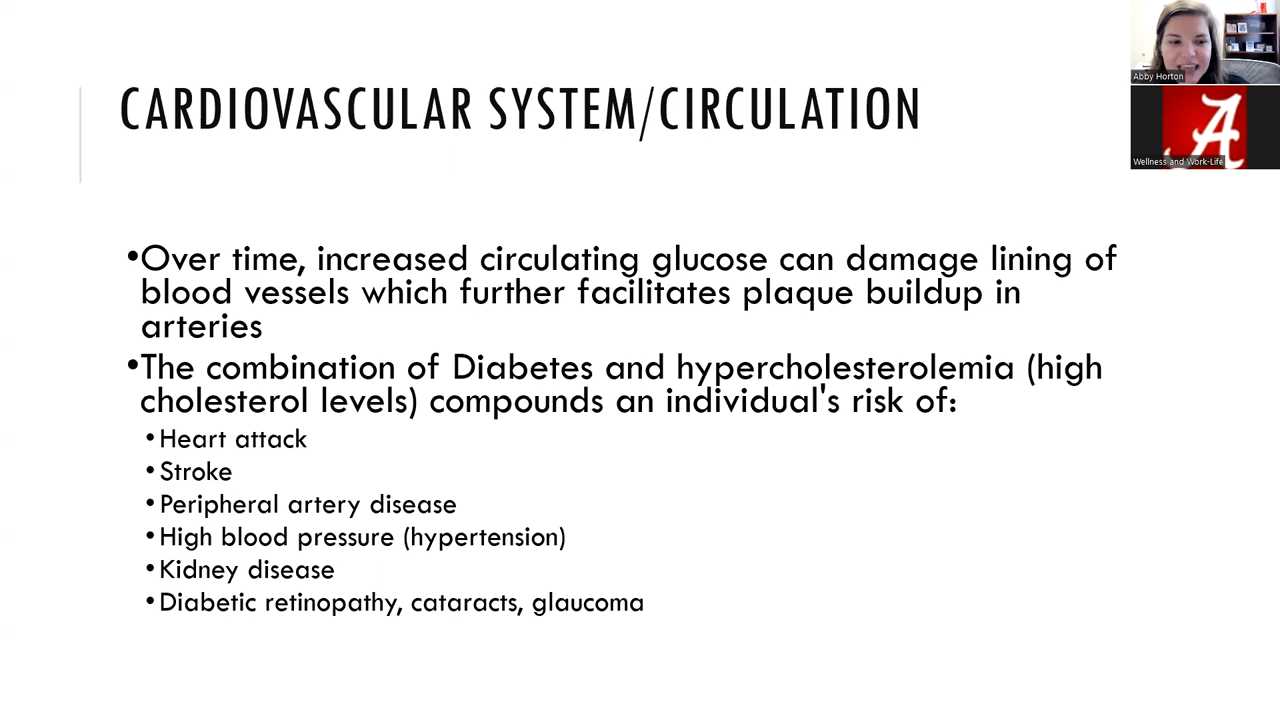 CARDIOVASCULAR SYSTEM/CIRCULATION
Abby Horton
A
Wellness and Work-Life
•Over time, increased circulating glucose can damage lining of
blood vessels which further facilitates plaque buildup in
arteries
•The combination of Diabetes and hypercholesterolemia (high
cholesterol levels) compounds an individual's risk of:
•Heart attack
•Stroke
•Peripheral artery disease
•High blood pressure (hypertension)
•Kidney disease
•Diabetic retinopathy, cataracts, glaucoma